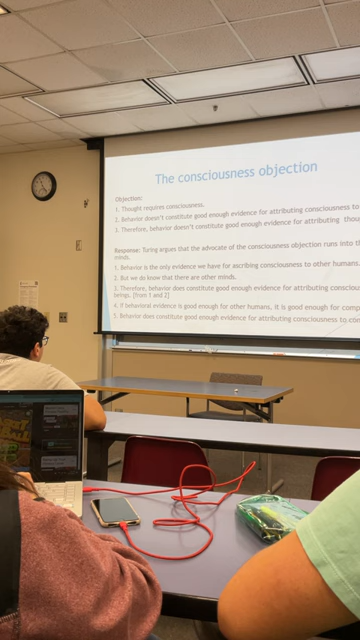 The consciousness objection
Objection:
1. Thought requires consciousness.
2. Behavior doesn't constitute good enough evidence for attributing consciousness to
3. Therefore, behavior doesn't constitute good enough evidence for attributing
Response: Turing argues that the advocate of the consciousness objection runs into
minds.
1. Behavior is the only evidence we have for ascribing consciousness to other humans.
2. But we do know that there are other minds.
3. Therefore, behavior does constitute good enough evidence for attributing
beings. [from 1 and 2]
4. If behavioral evidence is good enough for other humans, it is good enough for
5. Behavior does constitute good enough evidence for attributing consciousness to